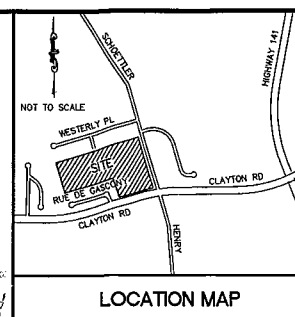 SCHOETTLER
HIGHWAY 141
NOT TO SCALE
WESTERLY PL
SITE
RUE DE GASCONY
CLAYTON RD
CLAYTON RD
HENRY
LOCATION MAP